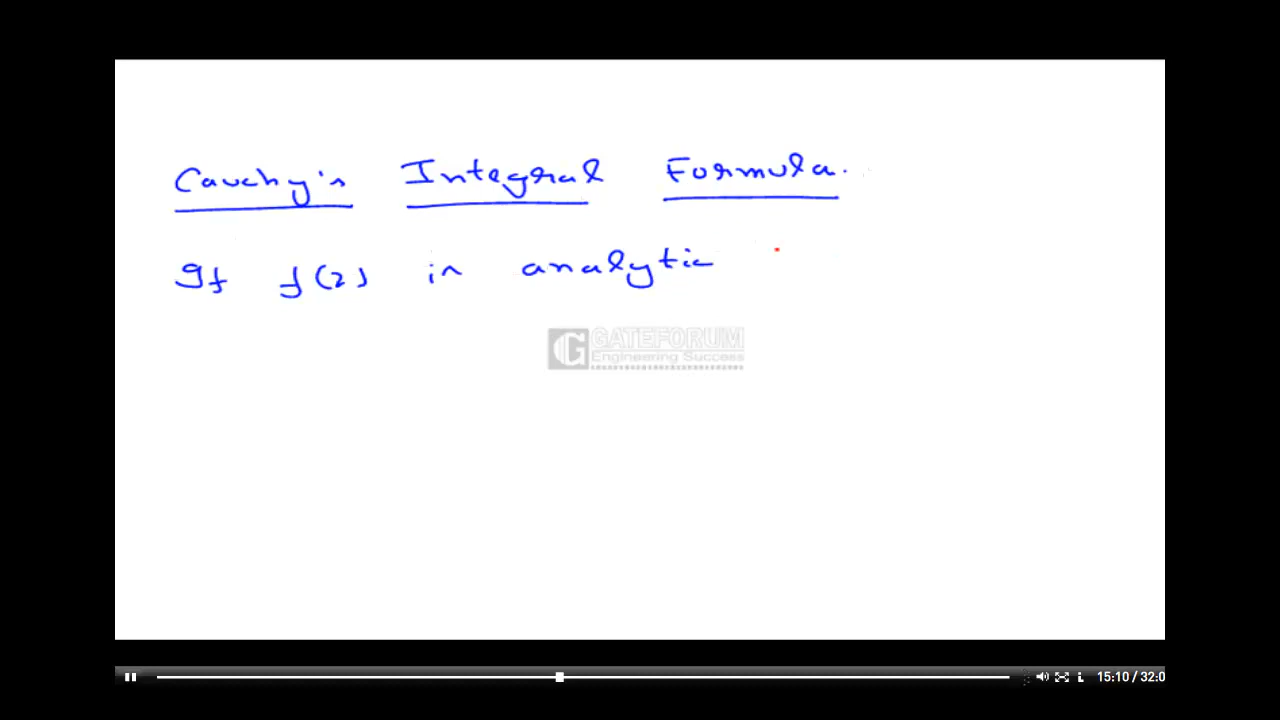 Cauchy's Integral Formula.
If f(z) is analytic
GATEFORUM
Engineering Success
15:10 / 32:0